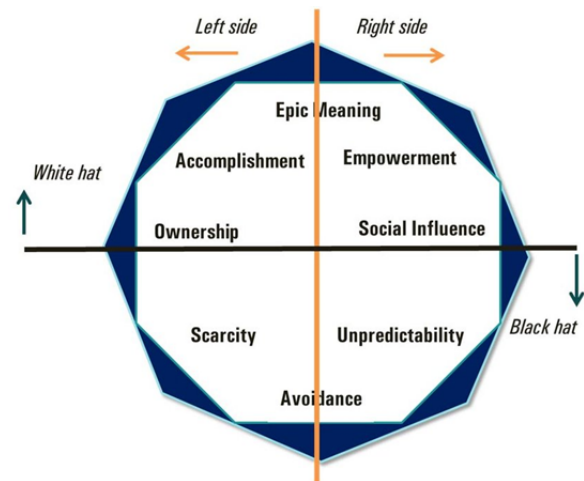 Left side
Right side
Epic Meaning
Accomplishment
Empowerment
White hat
Ownership
Social Influence
Scarcity
Unpredictability
Black hat
Avoidance